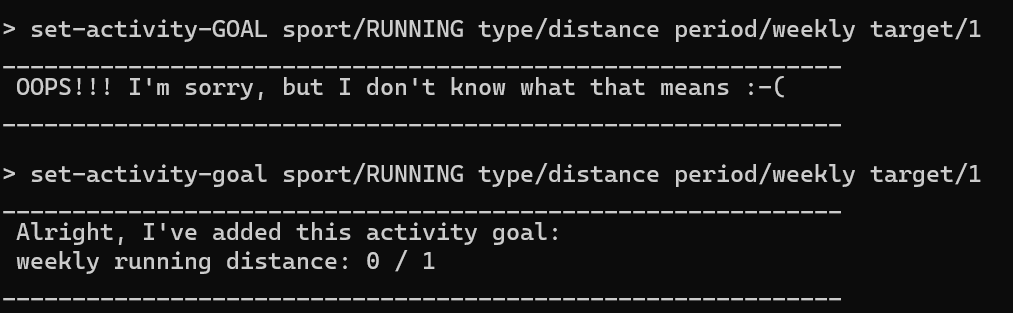 > set-activity-GOAL sport/RUNNING type/distance period/weekly target/1
____________________________________________________________
OOPS!!! I'm sorry, but I don't know what that means :-(
____________________________________________________________
> set-activity-goal sport/RUNNING type/distance period/weekly target/1
____________________________________________________________
Alright, I've added this activity goal:
weekly running distance: 0 / 1
____________________________________________________________